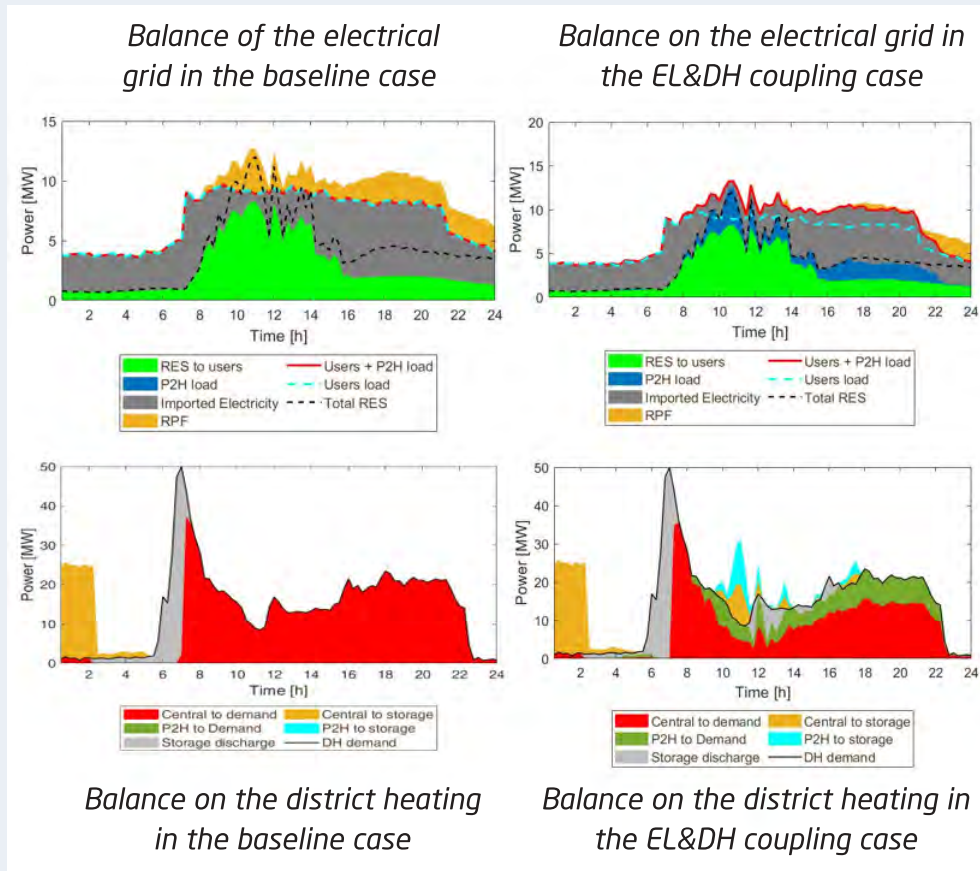 Balance of the electrical
grid in the baseline case
Balance on the electrical grid in
the EL&DH coupling case
15
10
5
0
Power [MW]
2 4 6 8 10 12 14 16 18 20 22 24
Time [h]
RES to users
P2H load
Imported Electricity
RPF
Users + P2H load
Users load
Total RES
20
15
10
5
0
Power [MW]
2 4 6 8 10 12 14 16 18 20 22 24
Time [h]
RES to users
P2H load
Imported Electricity
RPF
Users + P2H load
Users load
Total RES
50
40
30
20
10
0
Power [MW]
2 4 6 8 10 12 14 16 18 20 22 24
Time [h]
Central to demand
P2H to Demand
Storage discharge
Central to storage
P2H to storage
DH demand
50
40
30
20
10
0
Power [MW]
2 4 6 8 10 12 14 16 18 20 22 24
Time [h]
Central to demand
P2H to Demand
Storage discharge
Central to storage
P2H to storage
DH demand
Balance on the district heating
in the baseline case
Balance on the district heating in
the EL&DH coupling case